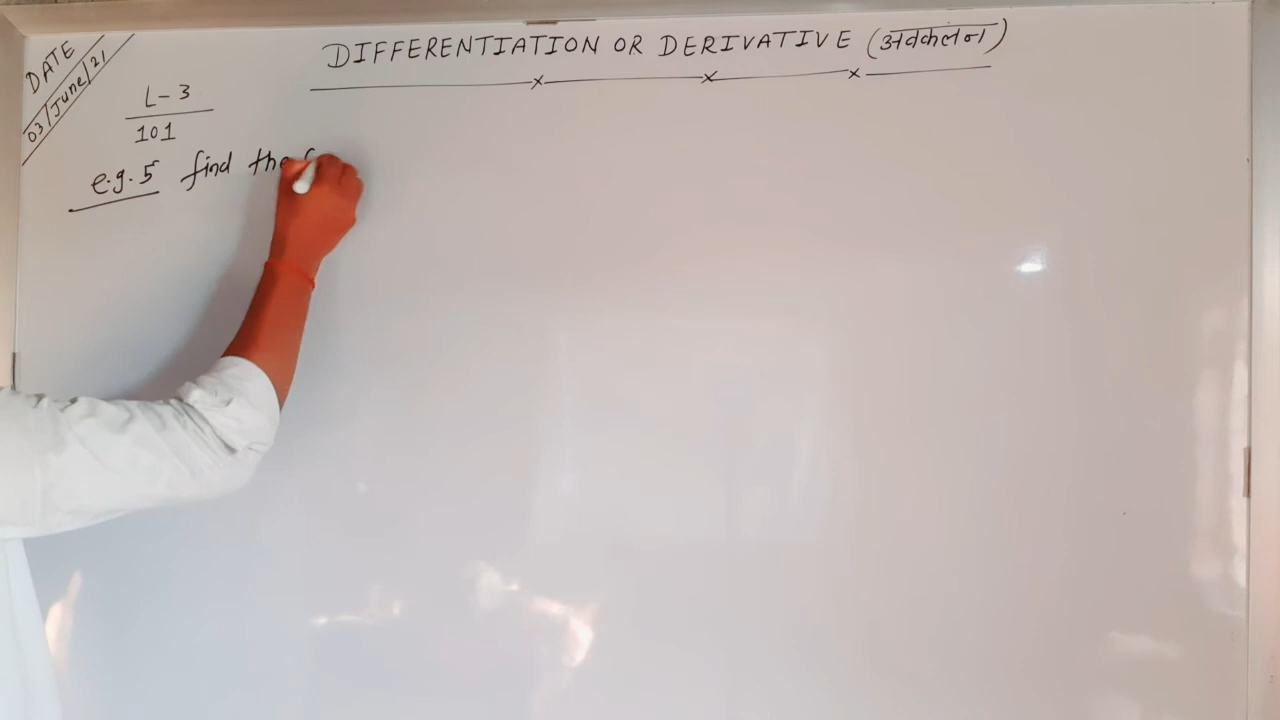 DATE
03/June/21
DIFFERENTIATION OR DERIVATIVE (अवकलन)
L-3
101
e.g. 5 find the